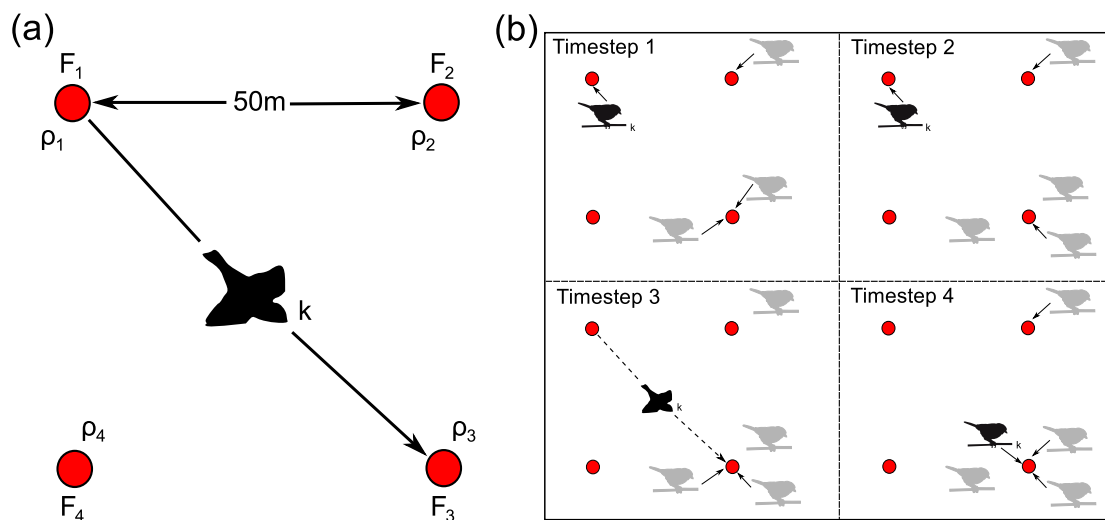 (a)
F₁
F₂
50m
ρ₁
ρ₂
k
ρ₄
ρ₃
F₄
F₃
(b)
Timestep 1
k
Timestep 2
k
Timestep 3
k
Timestep 4
k